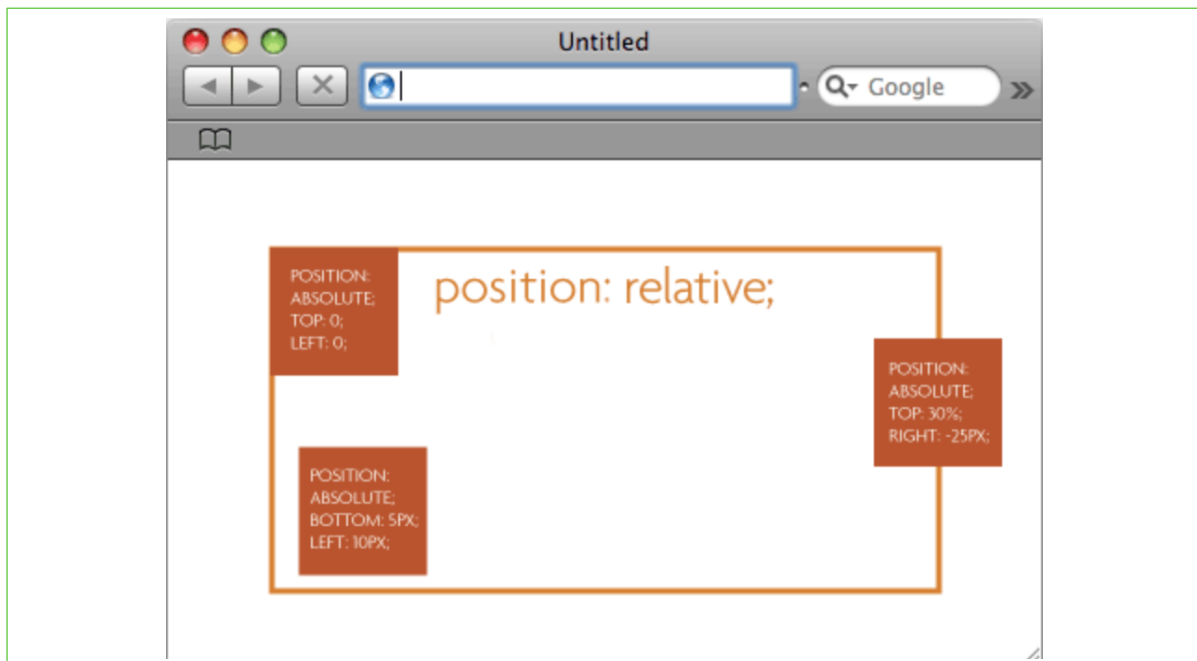 Untitled
Google
position: relative;
POSITION:
ABSOLUTE;
TOP: 0;
LEFT: 0;
POSITION:
ABSOLUTE;
TOP: 30%;
RIGHT: -25PX;
POSITION:
ABSOLUTE;
BOTTOM: 5PX;
LEFT: 10PX;